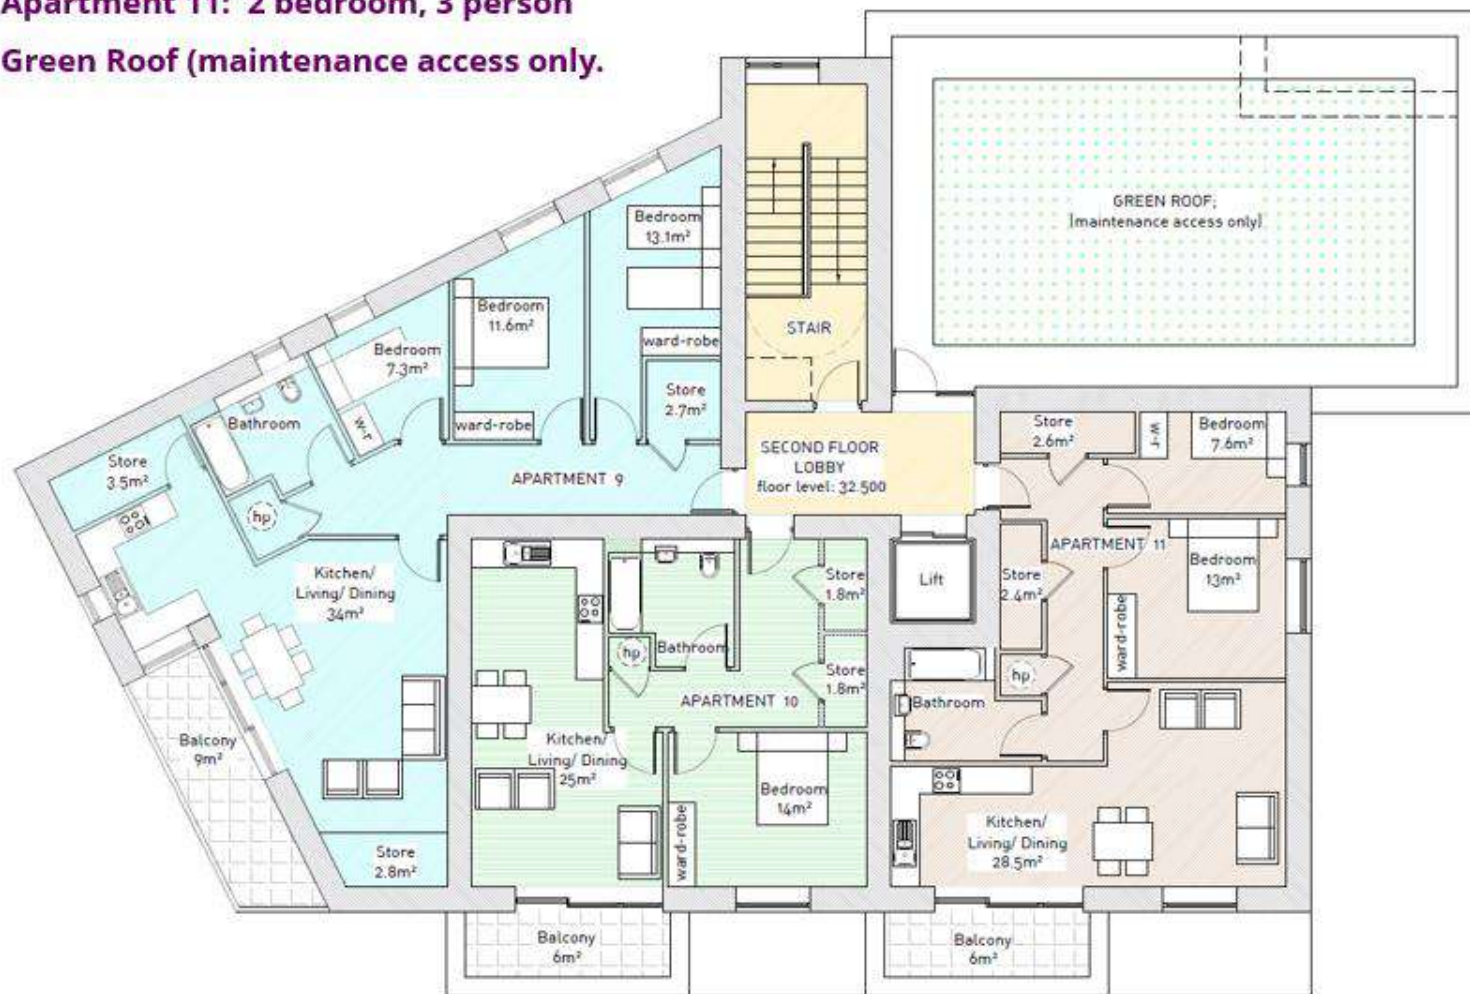 Apartment 11: 2 bedroom, 3 person
Green Roof (maintenance access only.
GREEN ROOF;
(maintenance access only)
Bedroom
13.1m²
Bedroom
11.6m²
ward-robe
STAIR
Bedroom
7.3m²
Store
2.7m²
w-r
ward-robe
Bathroom
Store
3.5m²
hp
APARTMENT 9
SECOND FLOOR
LOBBY
floor level: 32.500
Store
2.6m²
w-r
Bedroom
7.6m²
Kitchen/
Living/ Dining
34m²
Store
1.8m²
Lift
Store
2.4m²
APARTMENT 11
Bedroom
13m²
ward-robe
hp
Bathroom
Store
1.8m²
APARTMENT 10
hp
Bathroom
Balcony
9m²
Kitchen/
Living/ Dining
25m²
Bedroom
14m²
ward-robe
Kitchen/
Living/ Dining
28.5m²
Store
2.8m²
Balcony
6m²
Balcony
6m²